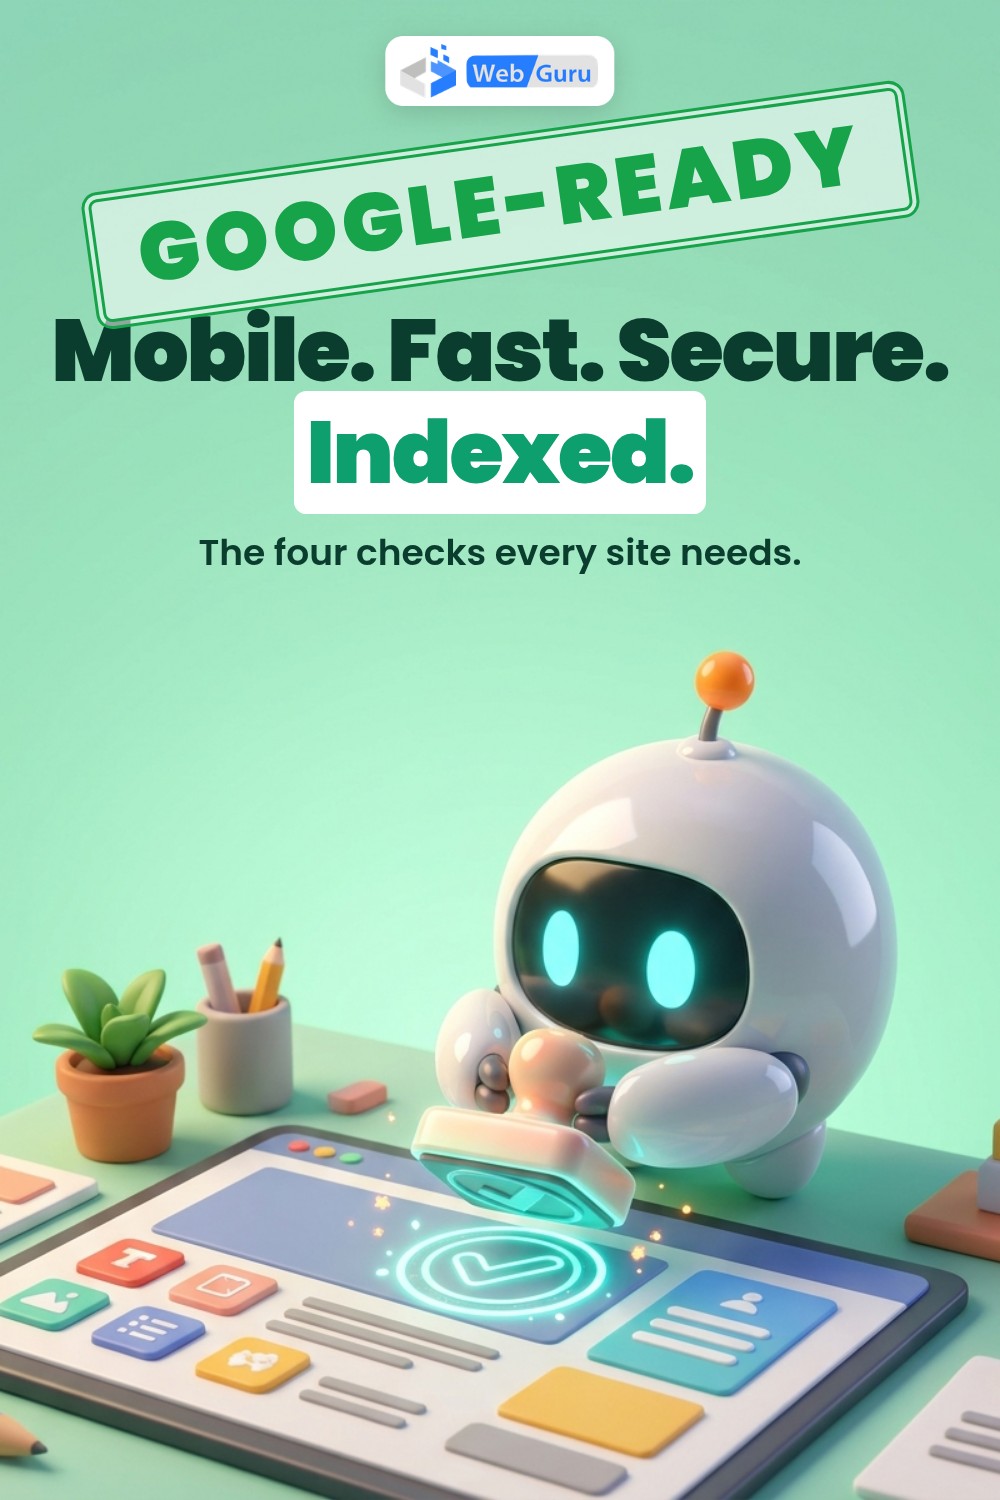 Web Guru
GOOGLE-READY
Mobile. Fast. Secure.
Indexed.
The four checks every site needs.
T